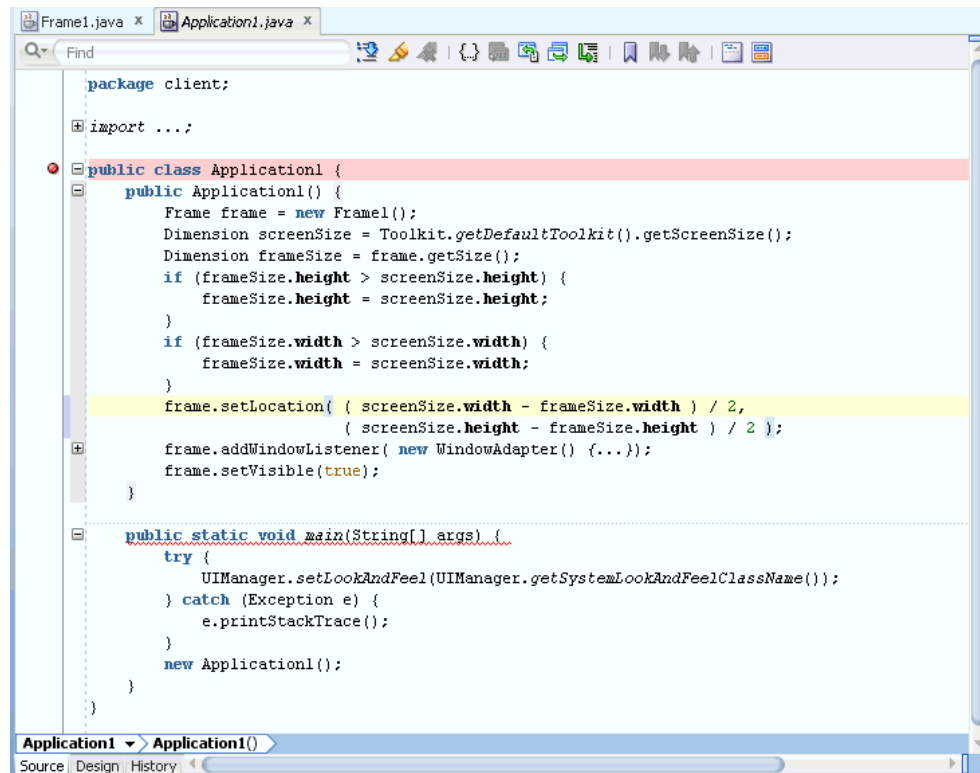 Frame1.java x Application1.java x
Find
package client;
import ...;
public class Application1 {
public Application1() {
Frame frame = new Frame1();
Dimension screenSize = Toolkit.getDefaultToolkit().getScreenSize();
Dimension frameSize = frame.getSize();
if (frameSize.height > screenSize.height) {
frameSize.height = screenSize.height;
}
if (frameSize.width > screenSize.width) {
frameSize.width = screenSize.width;
}
frame.setLocation( ( screenSize.width - frameSize.width ) / 2,
( screenSize.height - frameSize.height ) / 2 );
frame.addWindowListener( new WindowAdapter() {...});
frame.setVisible(true);
}
public static void main(String[] args) {
try {
UIManager.setLookAndFeel(UIManager.getSystemLookAndFeelClassName());
} catch (Exception e) {
e.printStackTrace();
}
new Application1();
}
}
Application1 Application1()
Source Design History